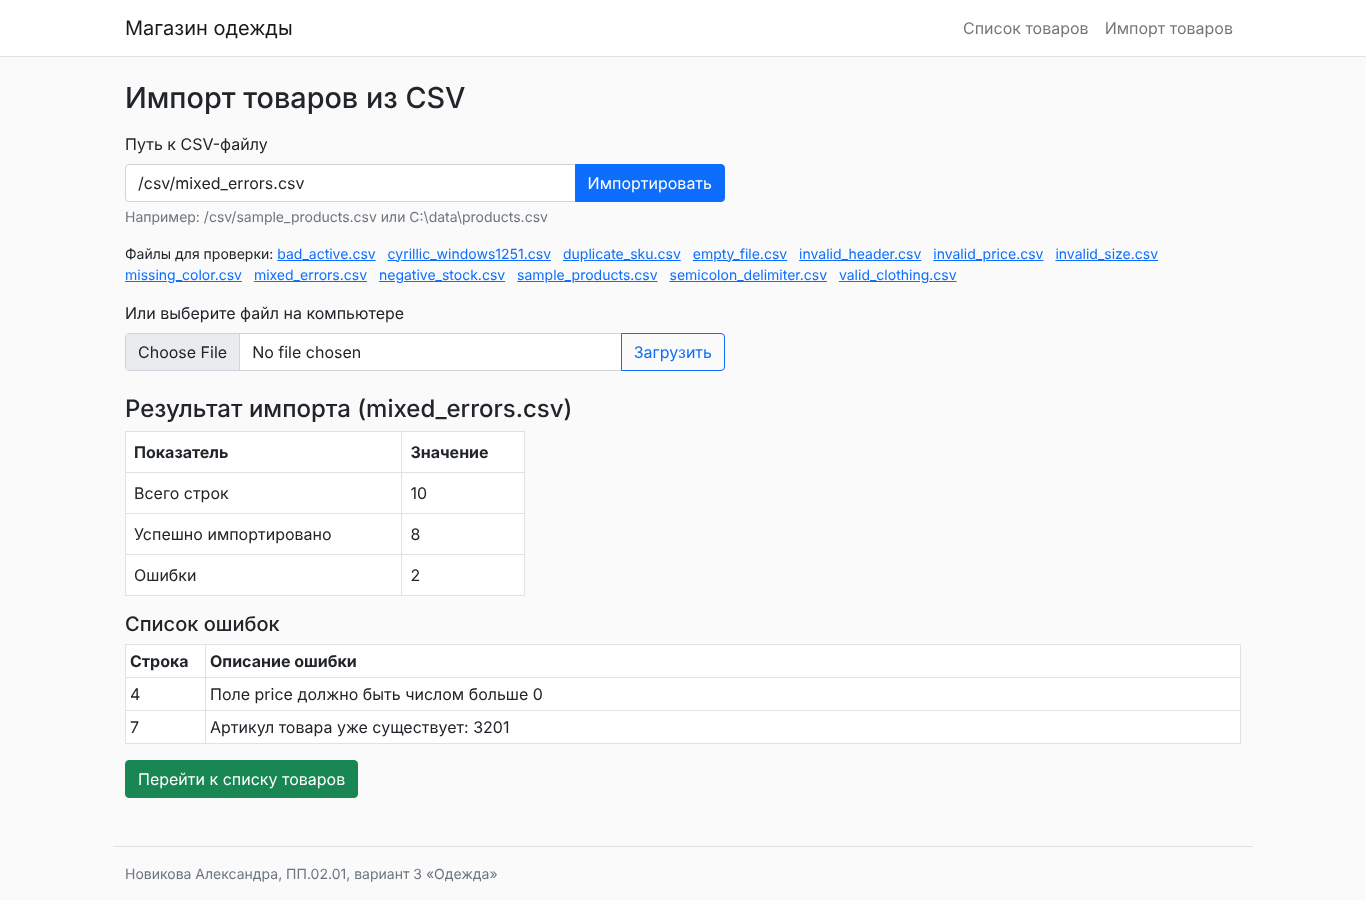 Магазин одежды
Список товаров Импорт товаров
Импорт товаров из CSV
Путь к CSV-файлу
/csv/mixed_errors.csv Импортировать
Например: /csv/sample_products.csv или C:\data\products.csv
Файлы для проверки: bad_active.csv cyrillic_windows1251.csv duplicate_sku.csv empty_file.csv invalid_header.csv invalid_price.csv invalid_size.csv
missing_color.csv mixed_errors.csv negative_stock.csv sample_products.csv semicolon_delimiter.csv valid_clothing.csv
Или выберите файл на компьютере
Choose File No file chosen Загрузить
Результат импорта (mixed_errors.csv)
Показатель Значение
Всего строк 10
Успешно импортировано 8
Ошибки 2
Список ошибок
Строка Описание ошибки
4 Поле price должно быть числом больше 0
7 Артикул товара уже существует: 3201
Перейти к списку товаров
Новикова Александра, ПП.02.01, вариант 3 «Одежда»